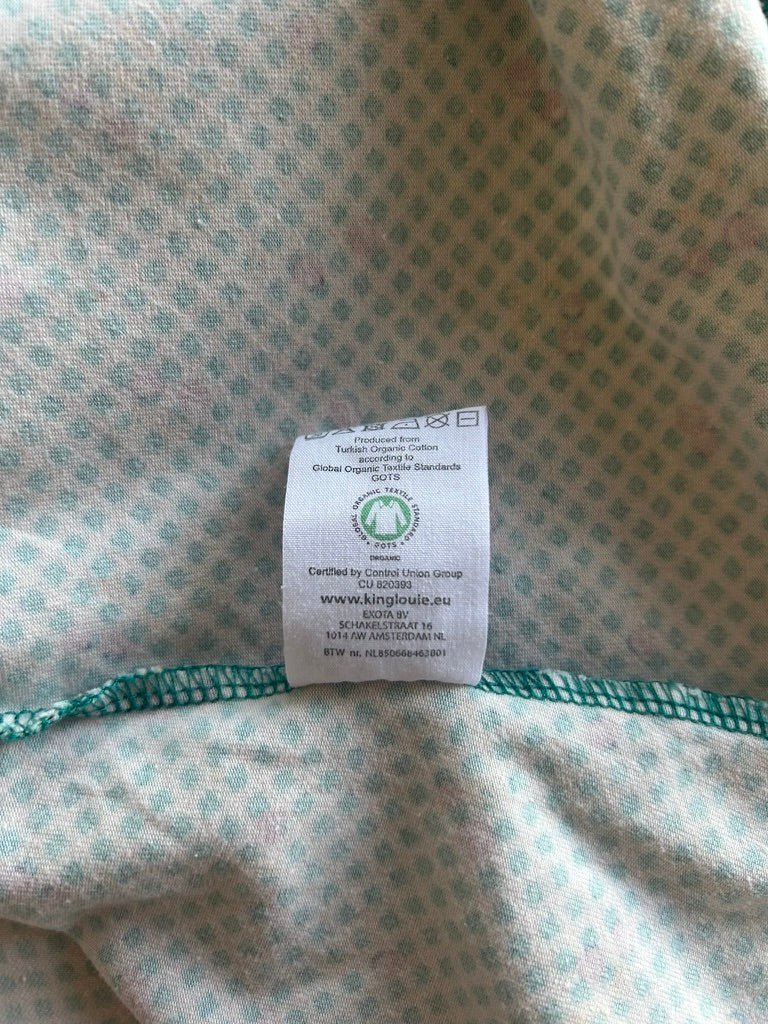 Produced from
Turkish Organic Cotton
according to
Global Organic Textile Standards
GOTS
GLOBAL ORGANIC TEXTILE STANDARD
• GOTS •
ORGANIC
Certified by Control Union Group
CU 820393
www.kinglouie.eu
EXOTA BV
SCHAKELSTRAAT 16
1014 AW AMSTERDAM NL
BTW nr. NL850668463B01